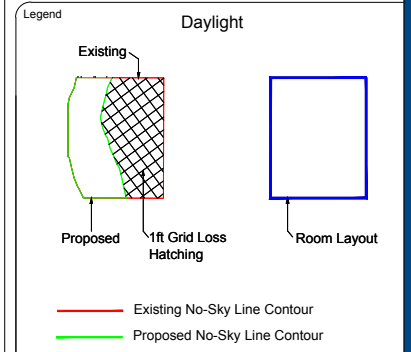 Legend
Daylight
Existing
Proposed
1ft Grid Loss
Hatching
Room Layout
Existing No-Sky Line Contour
Proposed No-Sky Line Contour